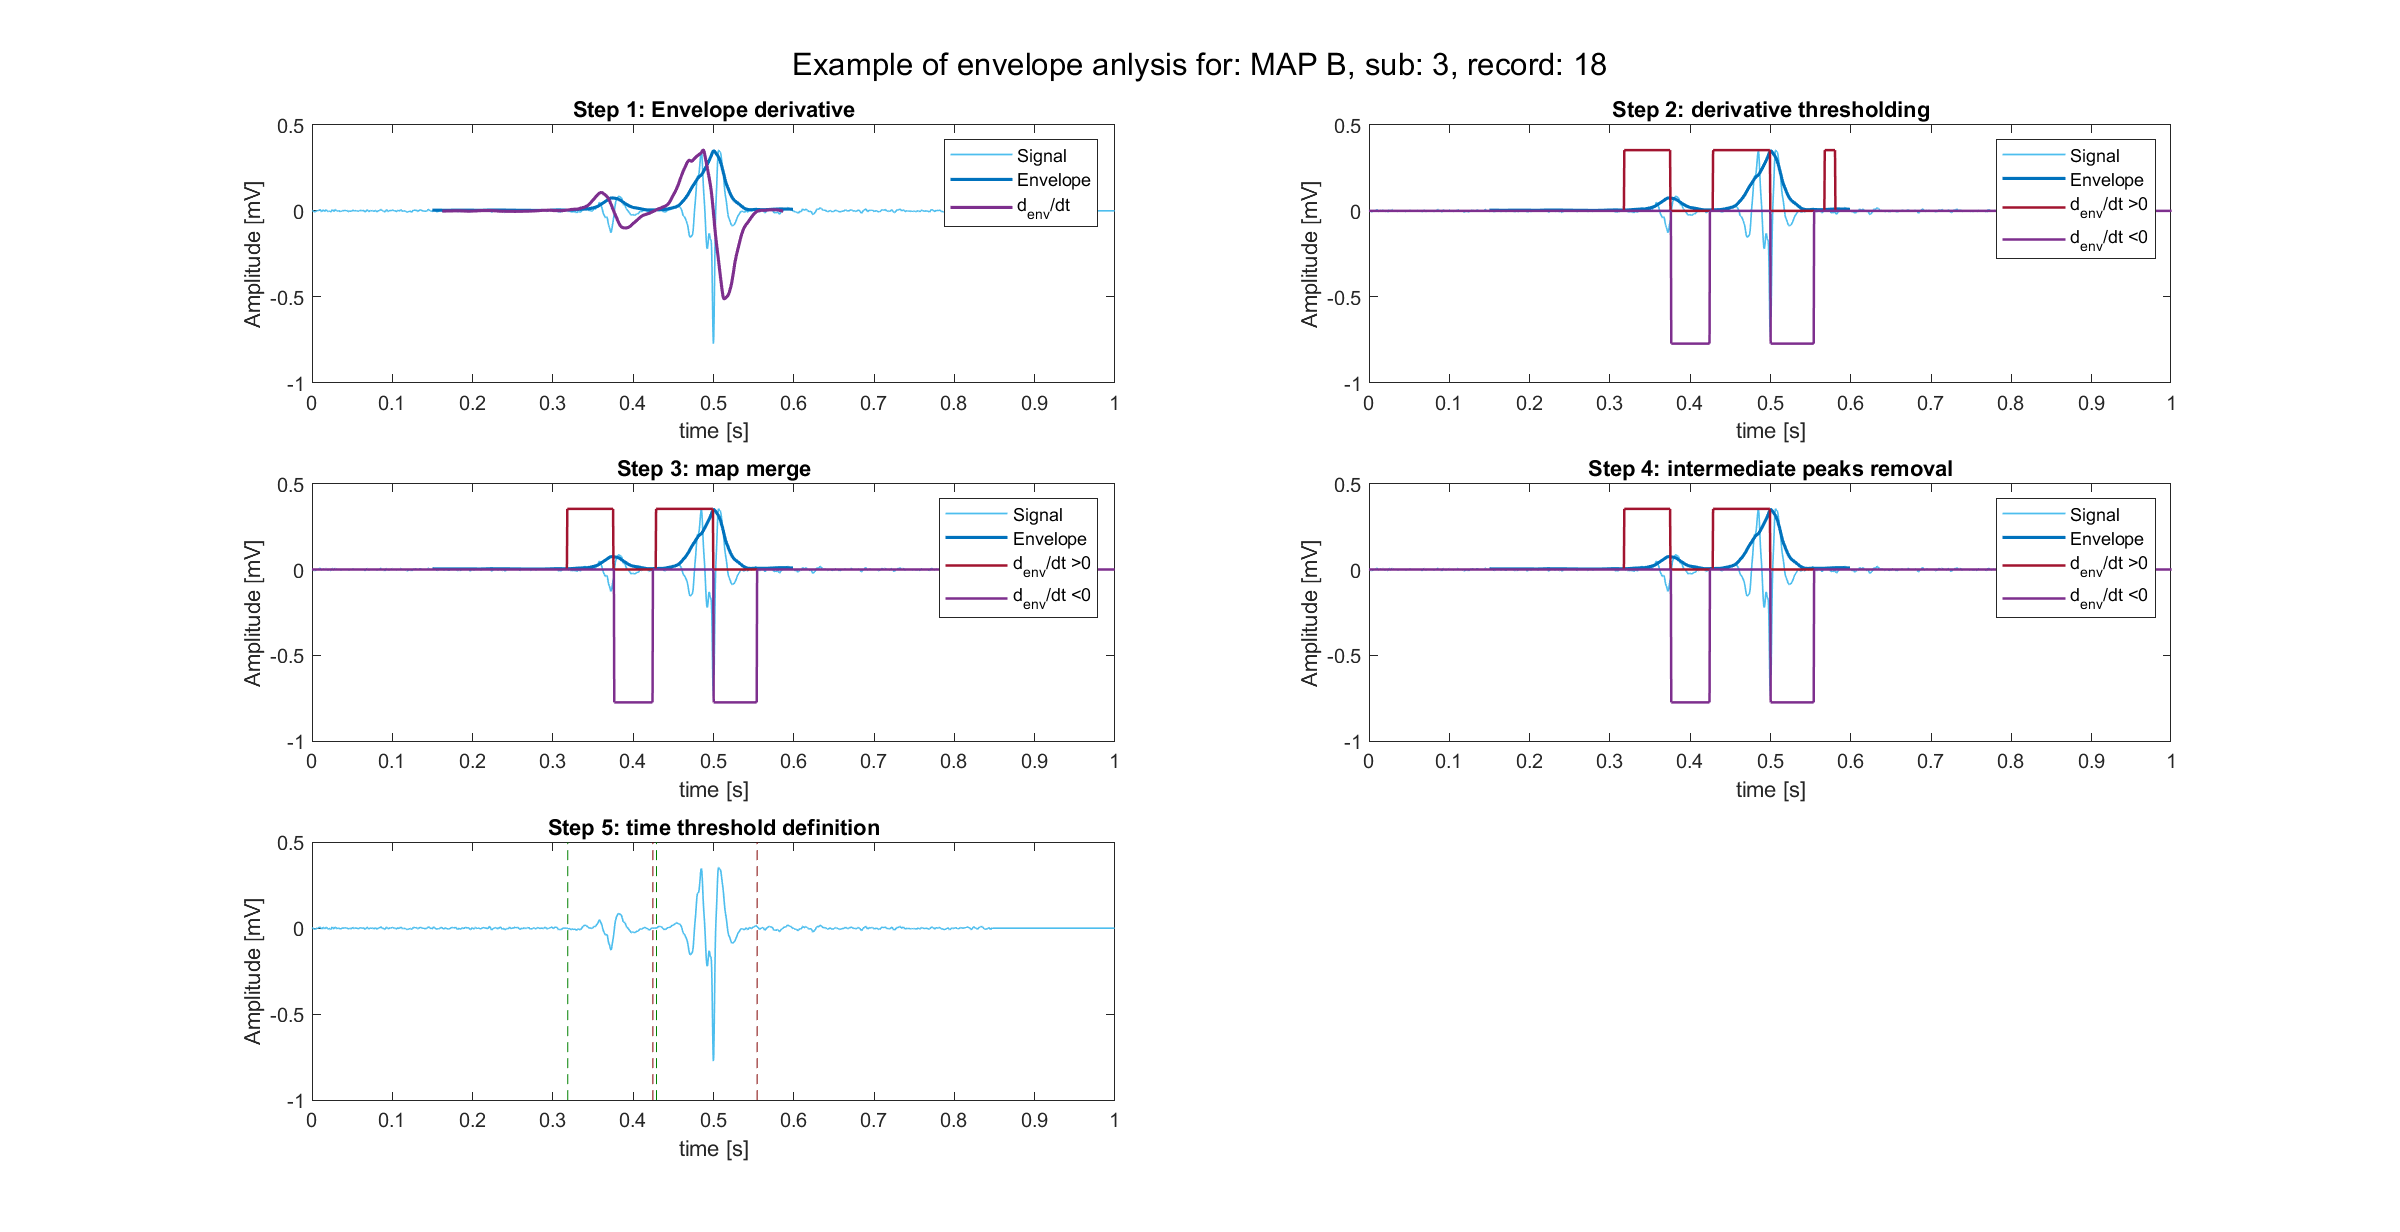 Example of envelope anlysis for: MAP B, sub: 3, record: 18
Step 1: Envelope derivative
0.5
0
-0.5
-1
Amplitude [mV]
0 0.1 0.2 0.3 0.4 0.5 0.6 0.7 0.8 0.9 1
time [s]
Signal
Envelope
d_env/dt
Step 2: derivative thresholding
0.5
0
-0.5
-1
Amplitude [mV]
0 0.1 0.2 0.3 0.4 0.5 0.6 0.7 0.8 0.9 1
time [s]
Signal
Envelope
d_env/dt >0
d_env/dt <0
Step 3: map merge
0.5
0
-0.5
-1
Amplitude [mV]
0 0.1 0.2 0.3 0.4 0.5 0.6 0.7 0.8 0.9 1
time [s]
Signal
Envelope
d_env/dt >0
d_env/dt <0
Step 4: intermediate peaks removal
0.5
0
-0.5
-1
Amplitude [mV]
0 0.1 0.2 0.3 0.4 0.5 0.6 0.7 0.8 0.9 1
time [s]
Signal
Envelope
d_env/dt >0
d_env/dt <0
Step 5: time threshold definition
0.5
0
-0.5
-1
Amplitude [mV]
0 0.1 0.2 0.3 0.4 0.5 0.6 0.7 0.8 0.9 1
time [s]